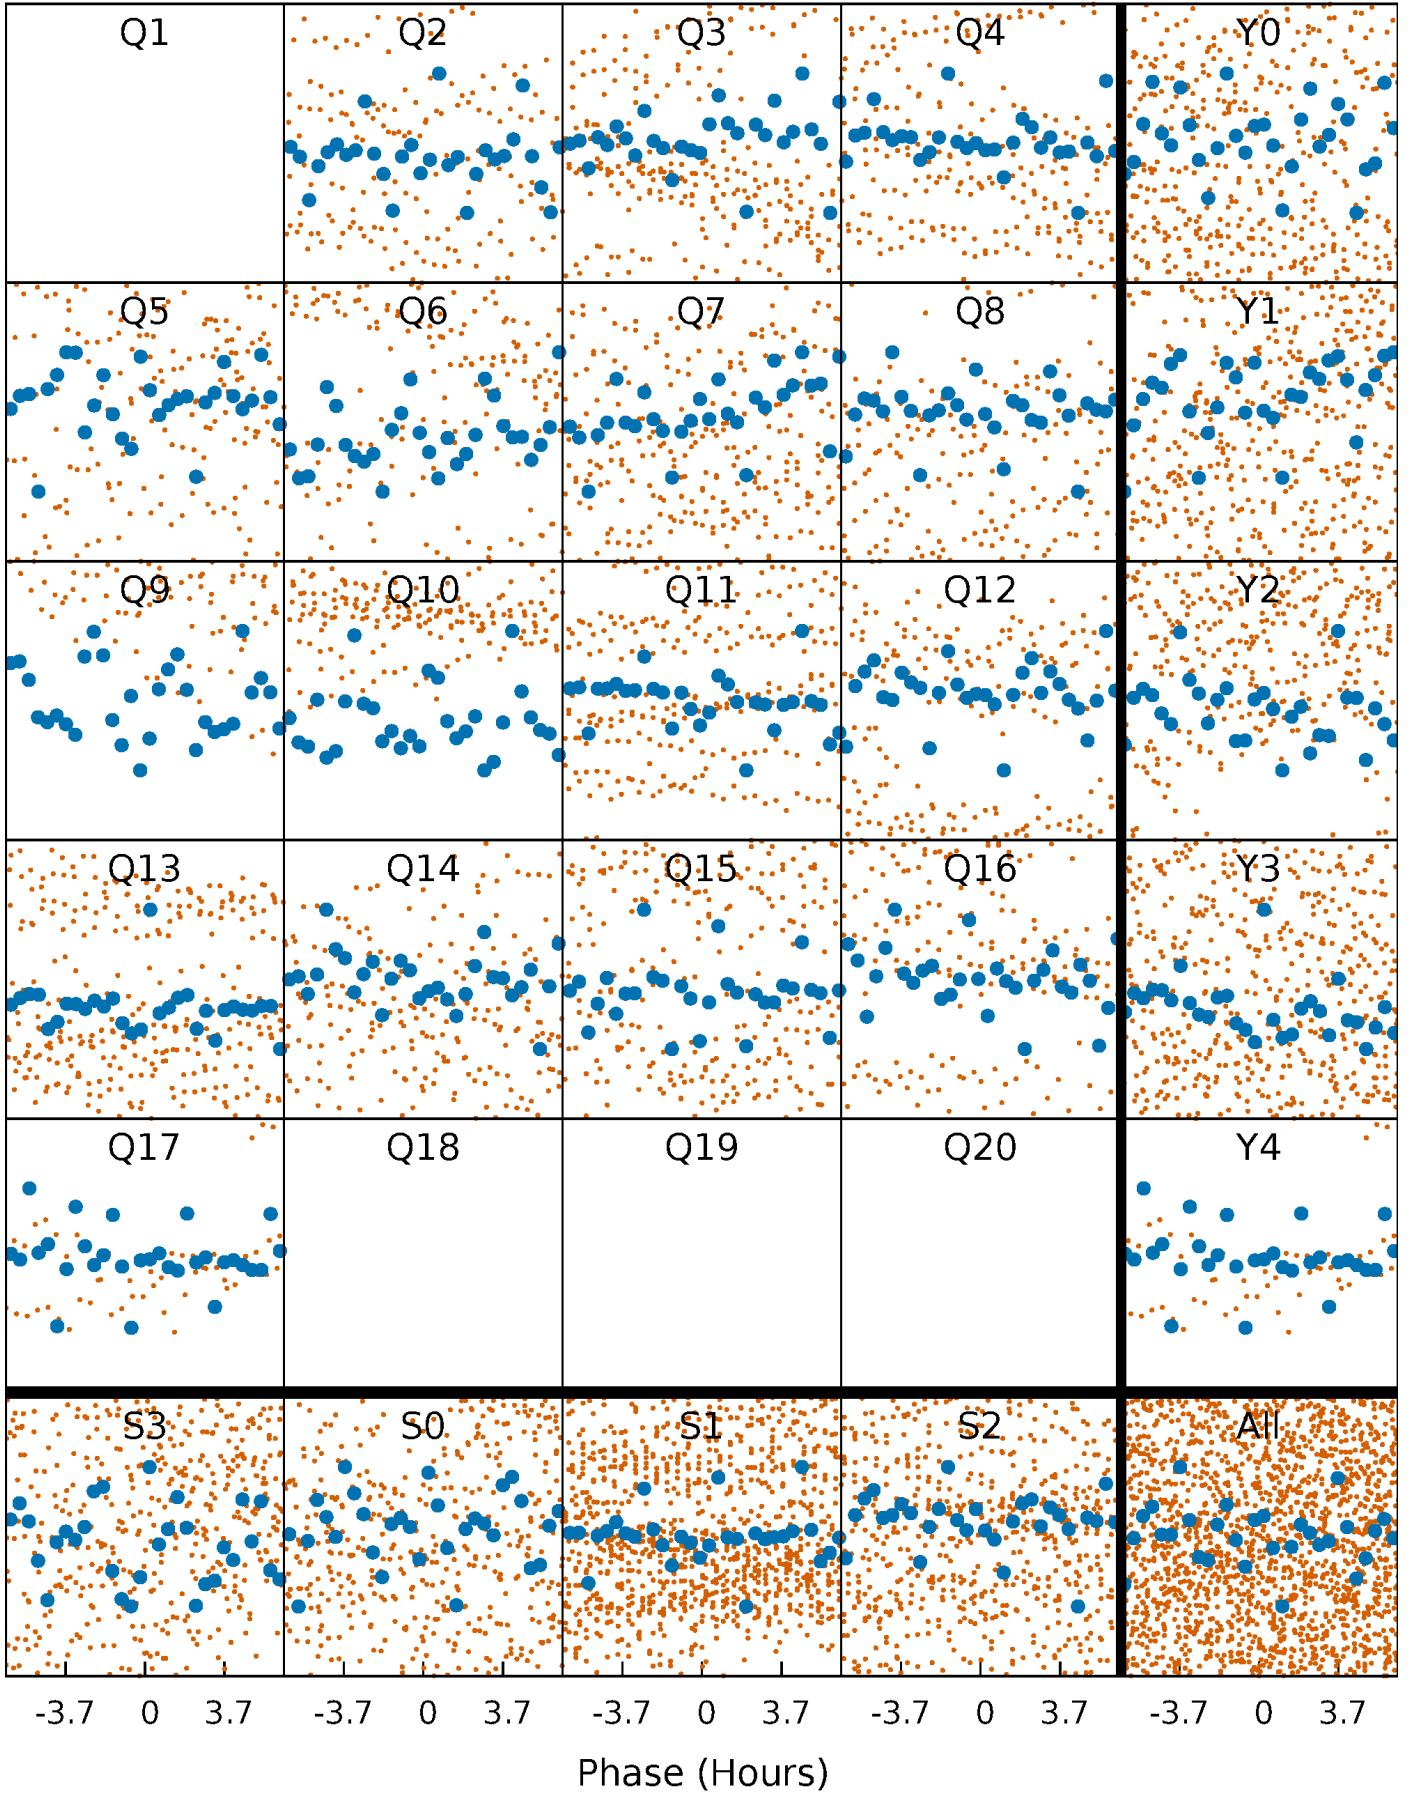 Q1 Q2 Q3 Q4 Y0
Q5 Q6 Q7 Q8 Y1
Q9 Q10 Q11 Q12 Y2
Q13 Q14 Q15 Q16 Y3
Q17 Q18 Q19 Q20 Y4
S3 S0 S1 S2 All
-3.7 0 3.7 -3.7 0 3.7 -3.7 0 3.7 -3.7 0 3.7 -3.7 0 3.7
Phase (Hours)